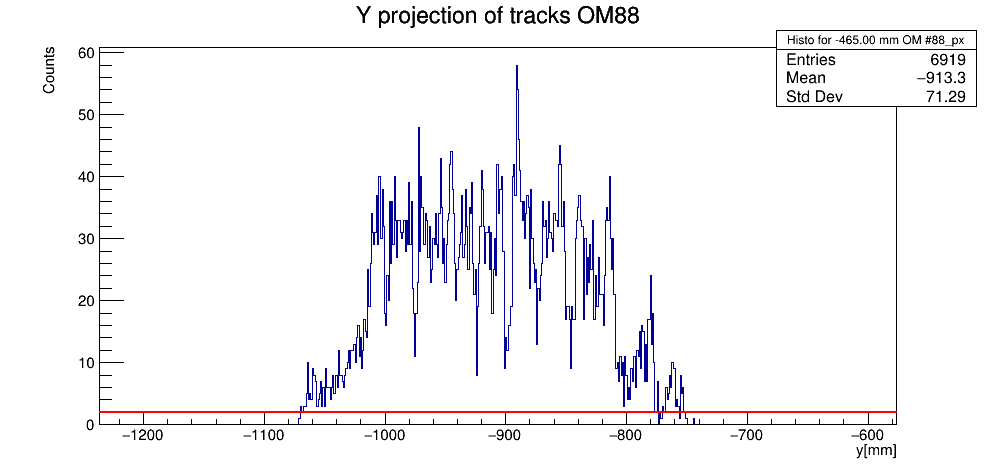 Y projection of tracks OM88
Histo for -465.00 mm OM #88_px
Entries 6919
Mean −913.3
Std Dev 71.29
Counts
60
50
40
30
20
10
0
−1200 −1100 −1000 −900 −800 −700 −600
y[mm]